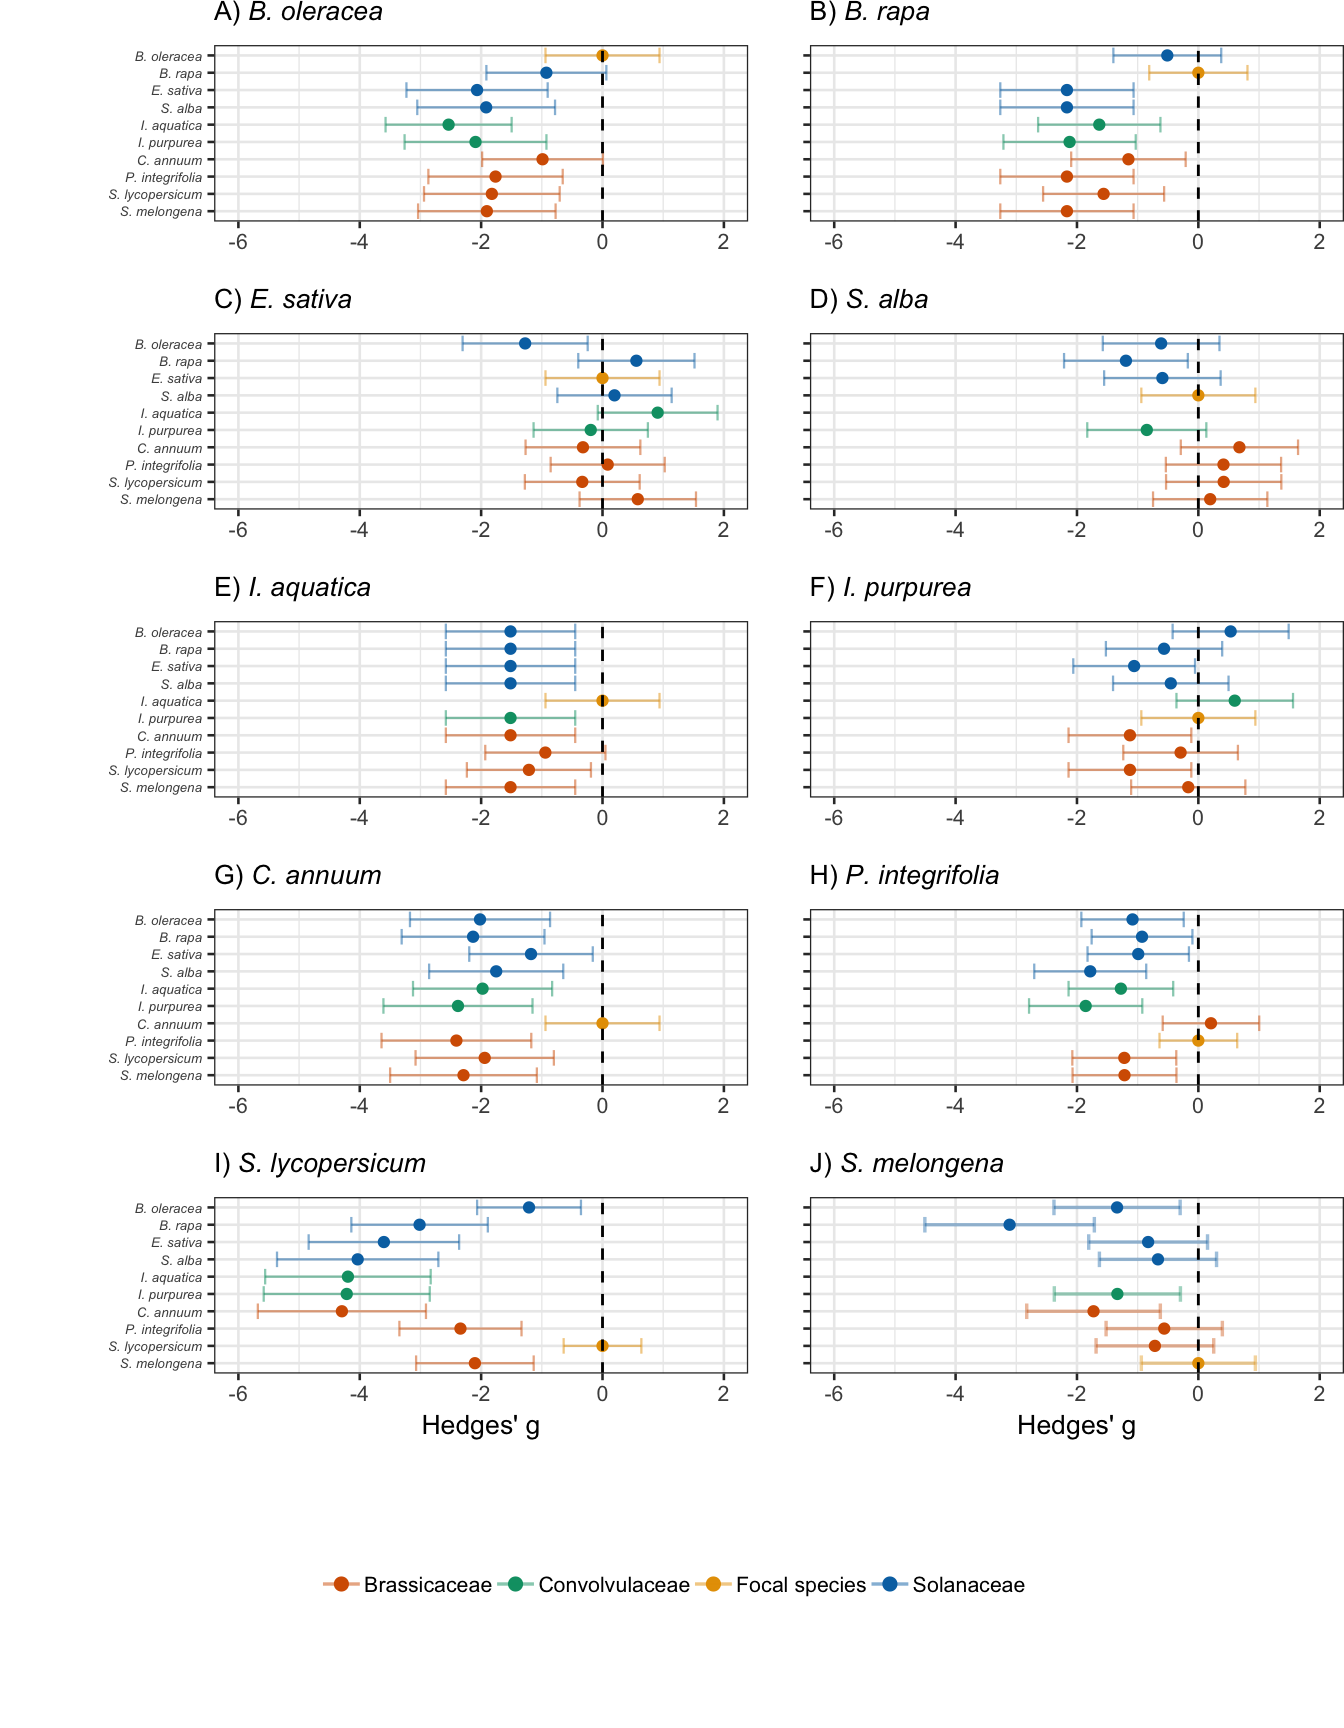 A) B. oleracea
B. oleracea
B. rapa
E. sativa
S. alba
I. aquatica
I. purpurea
C. annuum
P. integrifolia
S. lycopersicum
S. melongena
-6 -4 -2 0 2
B) B. rapa
-6 -4 -2 0 2
C) E. sativa
B. oleracea
B. rapa
E. sativa
S. alba
I. aquatica
I. purpurea
C. annuum
P. integrifolia
S. lycopersicum
S. melongena
-6 -4 -2 0 2
D) S. alba
-6 -4 -2 0 2
E) I. aquatica
B. oleracea
B. rapa
E. sativa
S. alba
I. aquatica
I. purpurea
C. annuum
P. integrifolia
S. lycopersicum
S. melongena
-6 -4 -2 0 2
F) I. purpurea
-6 -4 -2 0 2
G) C. annuum
B. oleracea
B. rapa
E. sativa
S. alba
I. aquatica
I. purpurea
C. annuum
P. integrifolia
S. lycopersicum
S. melongena
-6 -4 -2 0 2
H) P. integrifolia
-6 -4 -2 0 2
I) S. lycopersicum
B. oleracea
B. rapa
E. sativa
S. alba
I. aquatica
I. purpurea
C. annuum
P. integrifolia
S. lycopersicum
S. melongena
-6 -4 -2 0 2
Hedges' g
J) S. melongena
-6 -4 -2 0 2
Hedges' g
Brassicaceae Convolvulaceae Focal species Solanaceae